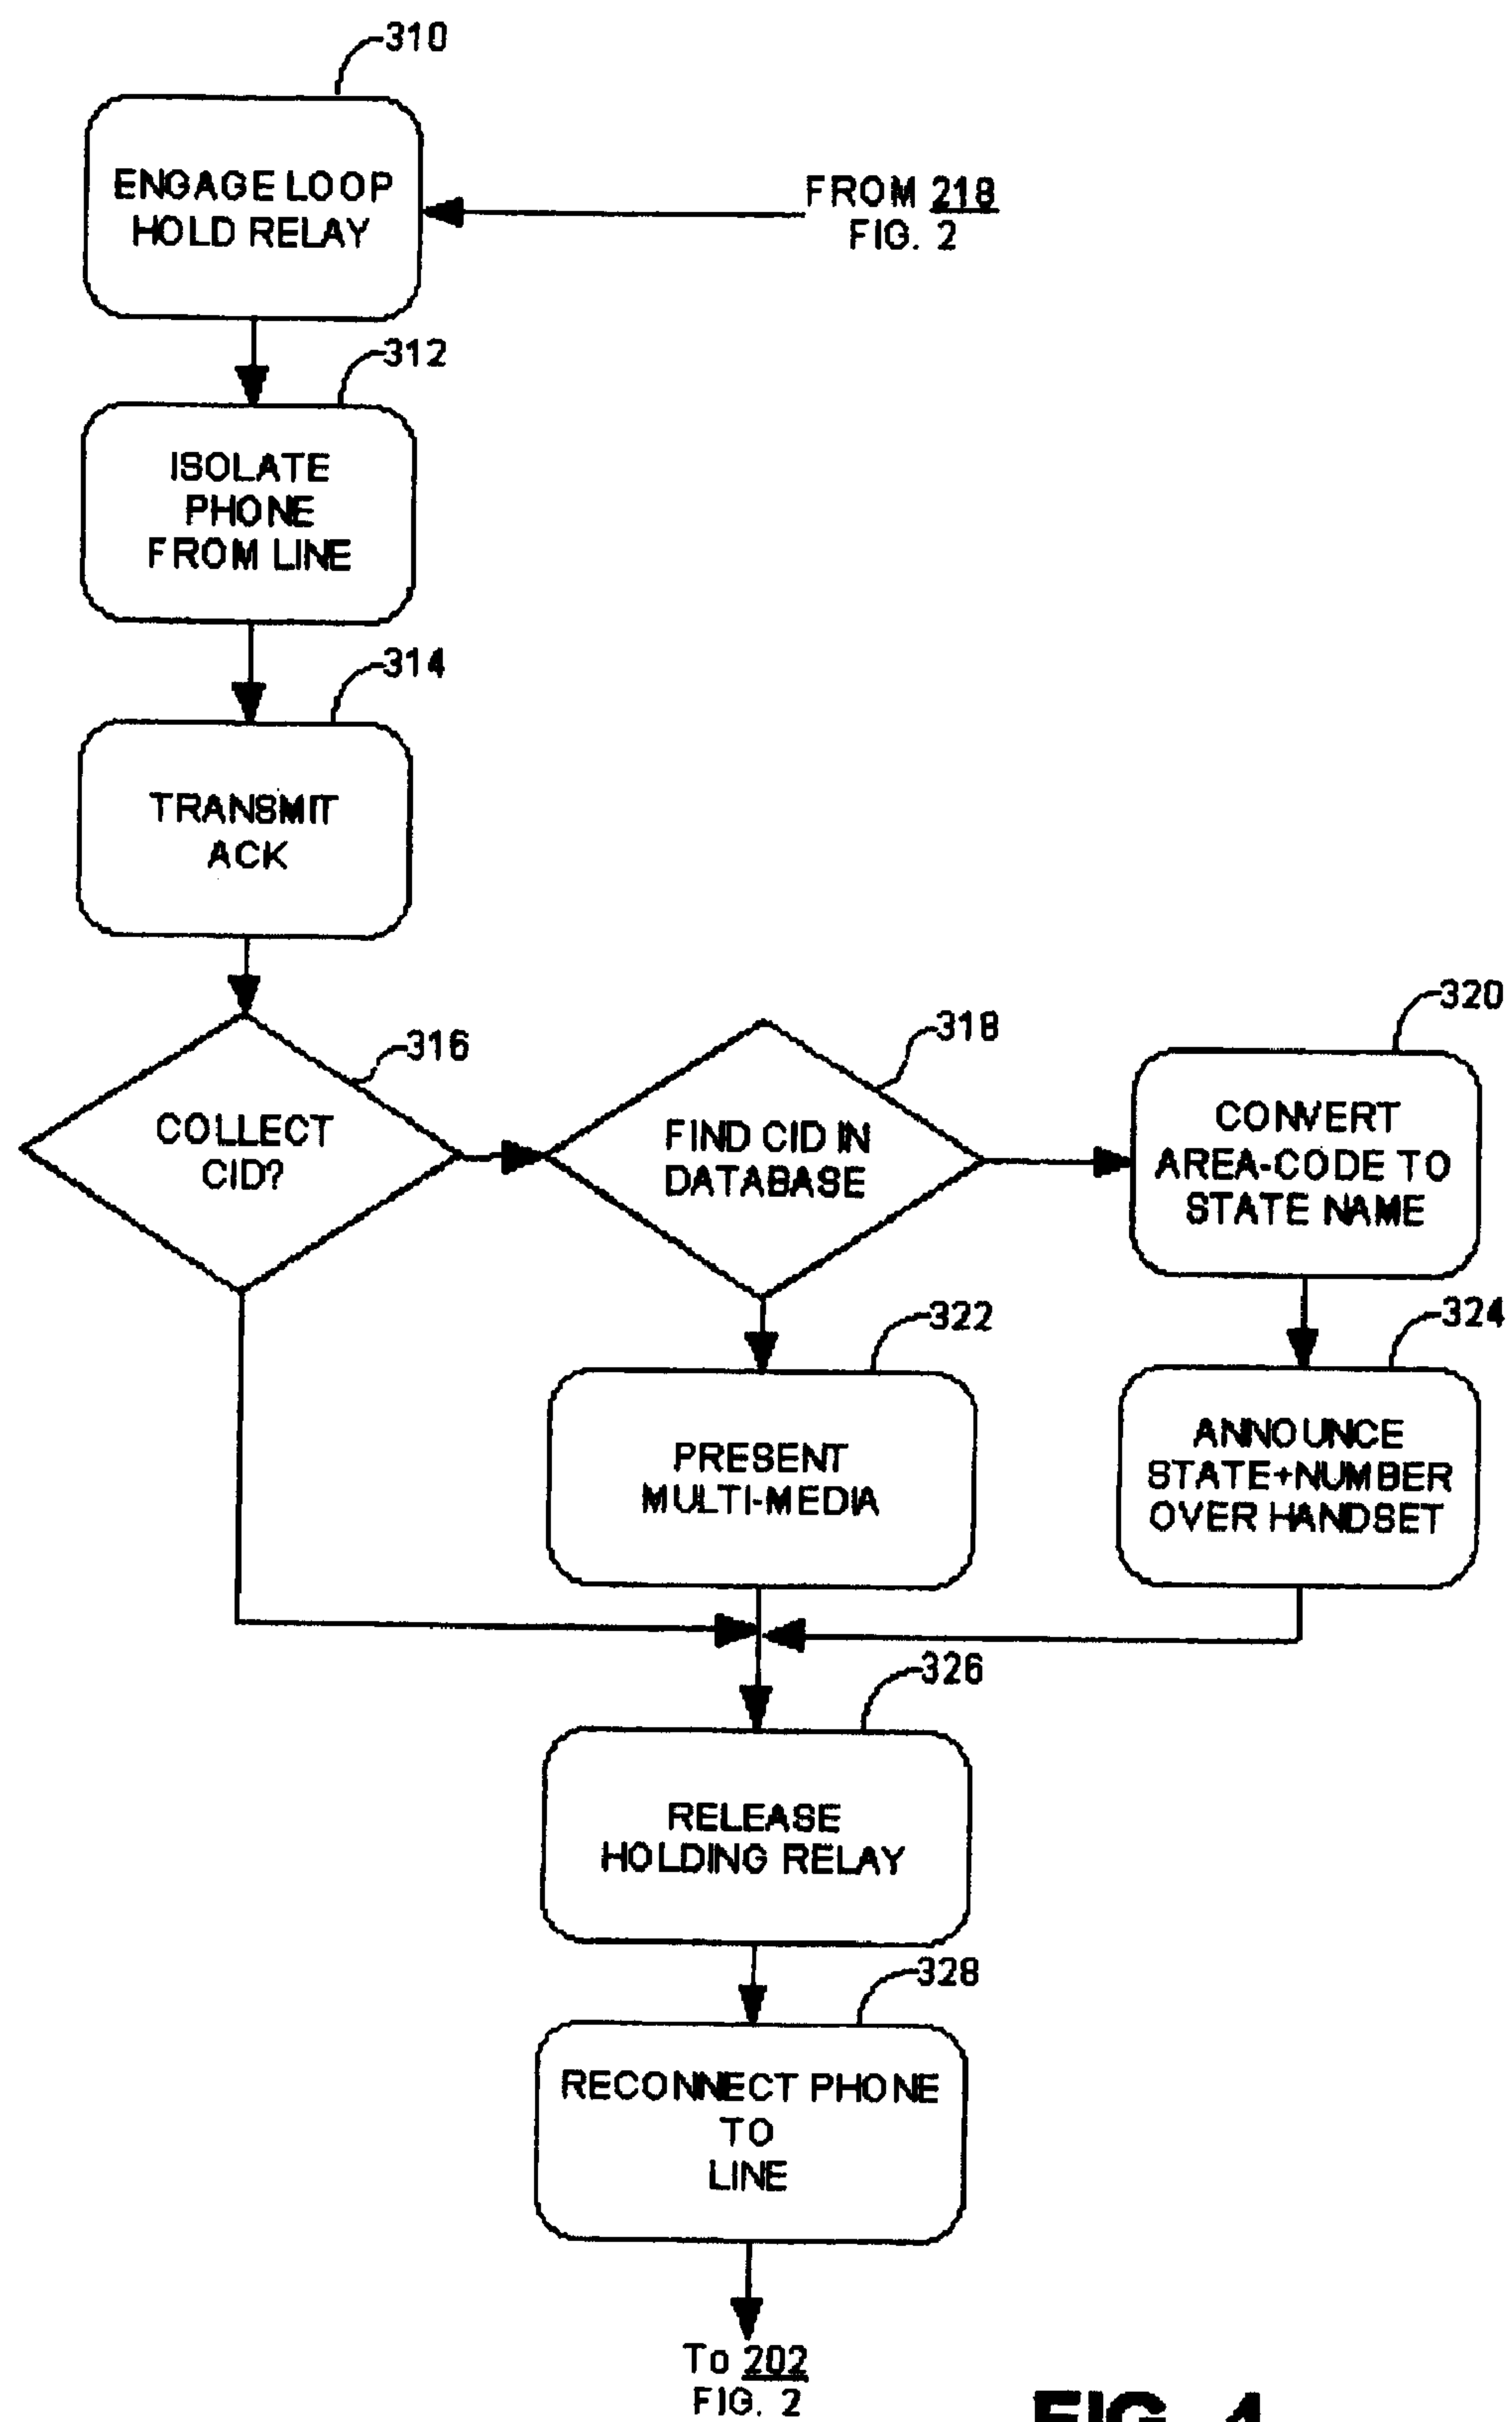 310
ENGAGE LOOP
HOLD RELAY
FROM 218
FIG. 2
312
ISOLATE
PHONE
FROM LINE
314
TRANSMIT
ACK
316
COLLECT
CID?
318
FIND CID IN
DATABASE
320
CONVERT
AREA-CODE TO
STATE NAME
322
PRESENT
MULTI-MEDIA
324
ANNOUNCE
STATE+NUMBER
OVER HANDSET
326
RELEASE
HOLDING RELAY
328
RECONNECT PHONE
TO
LINE
To 202
FIG. 2
FIG.